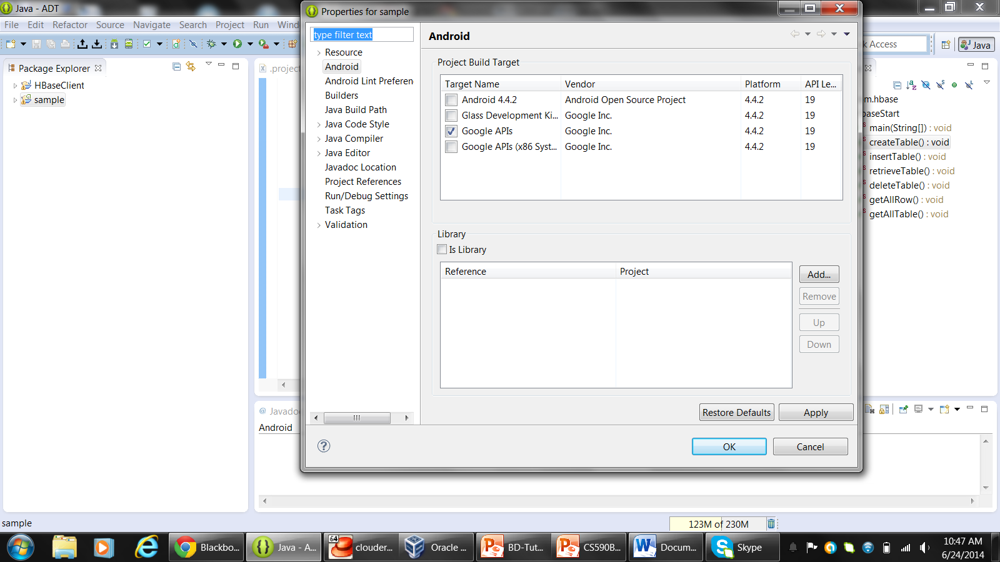 Java - ADT
Properties for sample
File Edit Refactor Source Navigate Search Project Run
type filter text
Android
Java
Package Explorer
HBaseClient
sample
Resource
Android
Android Lint Preferen
Builders
Java Build Path
Java Code Style
Java Compiler
Java Editor
Javadoc Location
Project References
Run/Debug Settings
Task Tags
Validation
Project Build Target
Target Name Vendor Platform API Le...
Android 4.4.2 Android Open Source Project 4.4.2 19
Glass Development Ki... Google Inc. 4.4.2 19
Google APIs Google Inc. 4.4.2 19
Google APIs (x86 Syst... Google Inc. 4.4.2 19
Library
Is Library
Reference Project
Add...
Remove
Up
Down
Restore Defaults Apply
OK Cancel
k Access
.project
m.hbase
baseStart
main(String[]) : void
createTable() : void
insertTable() : void
retrieveTable() : void
deleteTable() : void
getAllRow() : void
getAllTable() : void
@ Javado
Android
sample
123M of 230M
Blackbo... Java - A... 64 clouder... Oracle ... BD-Tut... CS590B... Docum... Skype
10:47 AM
6/24/2014